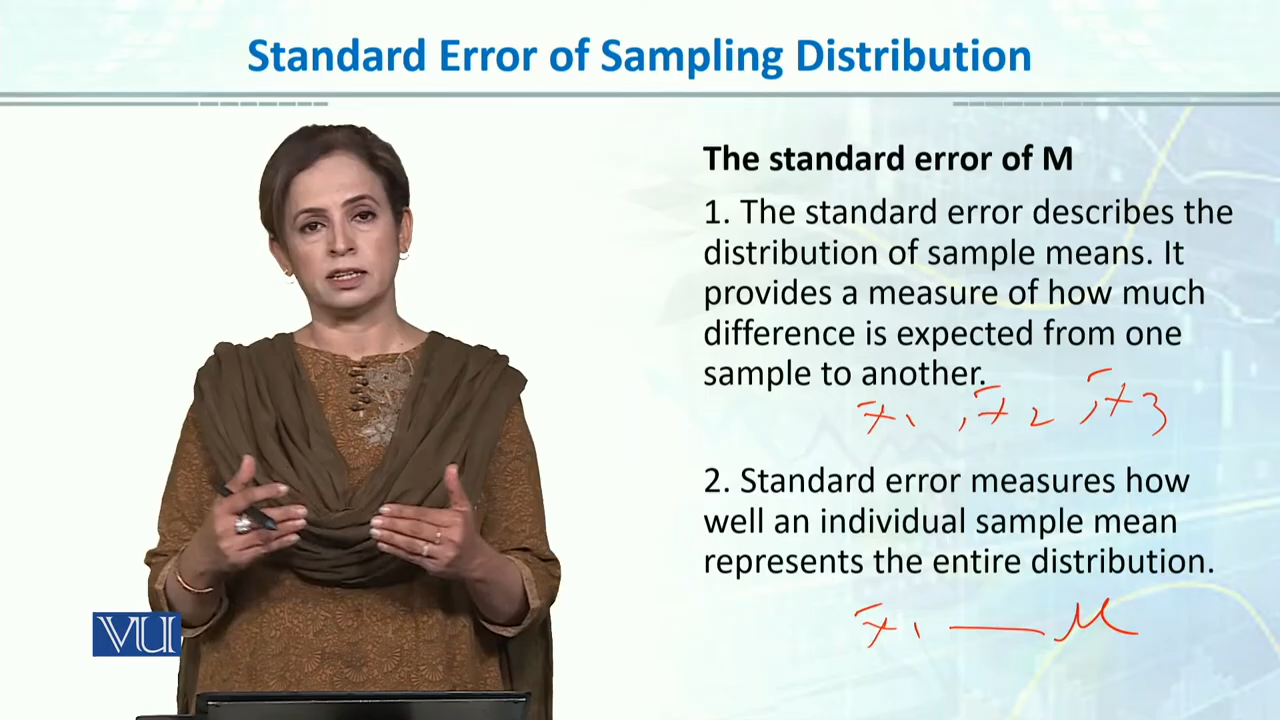 Standard Error of Sampling Distribution
The standard error of M
1. The standard error describes the
distribution of sample means. It
provides a measure of how much
difference is expected from one
sample to another.
x̄₁ , x̄₂ , x̄₃
2. Standard error measures how
well an individual sample mean
represents the entire distribution.
x̄₁ — μ
VU